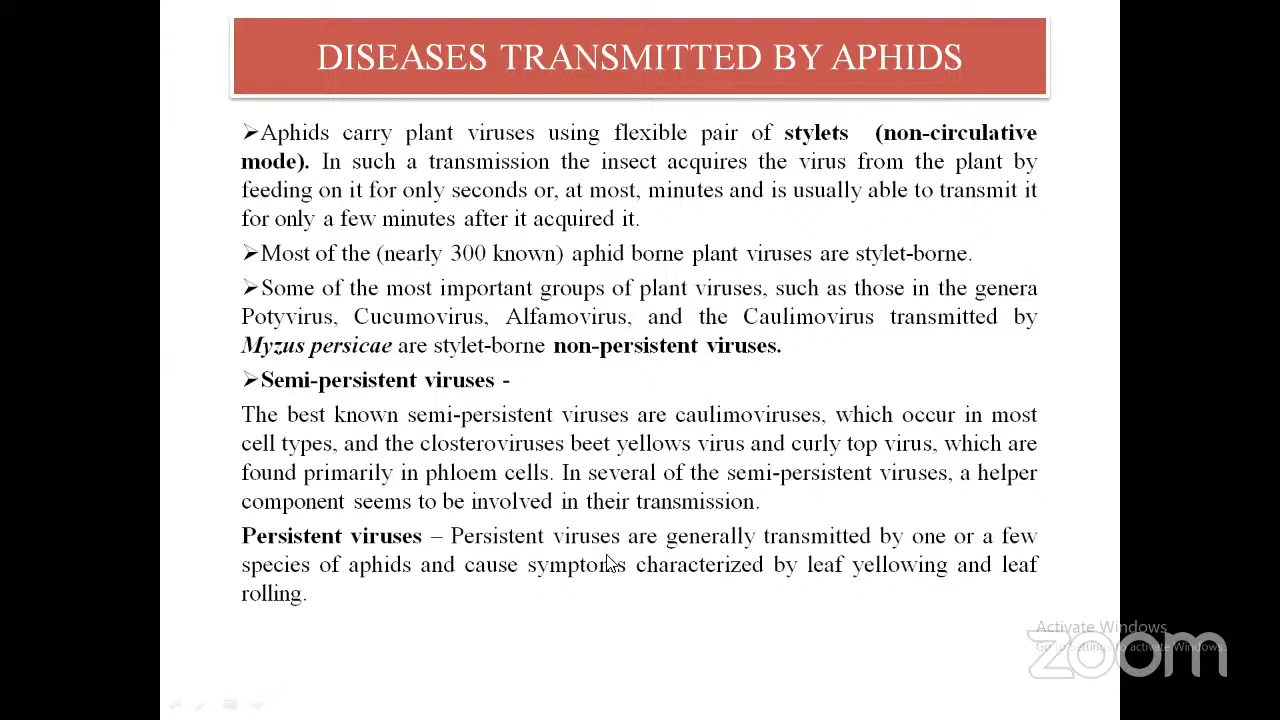 DISEASES TRANSMITTED BY APHIDS
➢Aphids carry plant viruses using flexible pair of stylets (non-circulative
mode). In such a transmission the insect acquires the virus from the plant by
feeding on it for only seconds or, at most, minutes and is usually able to transmit it
for only a few minutes after it acquired it.
➢Most of the (nearly 300 known) aphid borne plant viruses are stylet-borne.
➢Some of the most important groups of plant viruses, such as those in the genera
Potyvirus, Cucumovirus, Alfamovirus, and the Caulimovirus transmitted by
Myzus persicae are stylet-borne non-persistent viruses.
➢Semi-persistent viruses -
The best known semi-persistent viruses are caulimoviruses, which occur in most
cell types, and the closteroviruses beet yellows virus and curly top virus, which are
found primarily in phloem cells. In several of the semi-persistent viruses, a helper
component seems to be involved in their transmission.
Persistent viruses – Persistent viruses are generally transmitted by one or a few
species of aphids and cause symptoms characterized by leaf yellowing and leaf
rolling.
Activate Windows
Go to Settings to activate Windows.
zoom